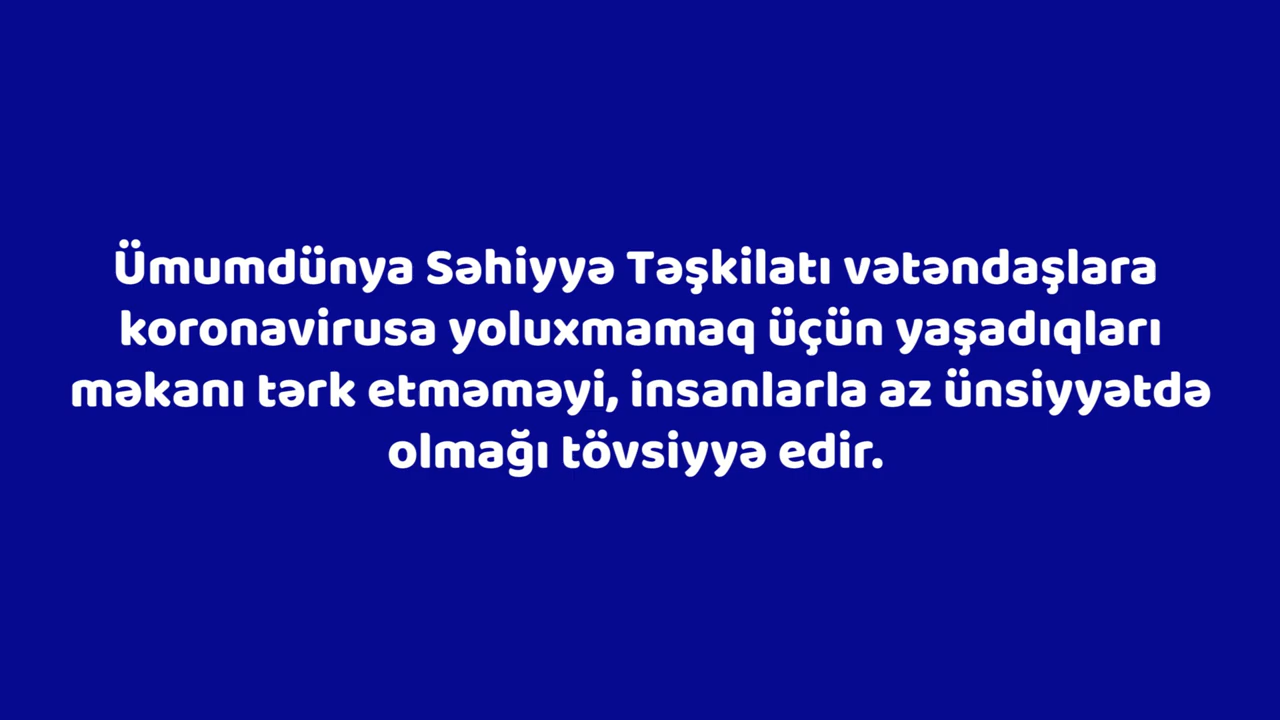 Ümumdünya Səhiyyə Təşkilatı vətəndaşlara
koronavirusa yoluxmamaq üçün yaşadıqları
məkanı tərk etməməyi, insanlarla az ünsiyyətdə
olmağı tövsiyyə edir.